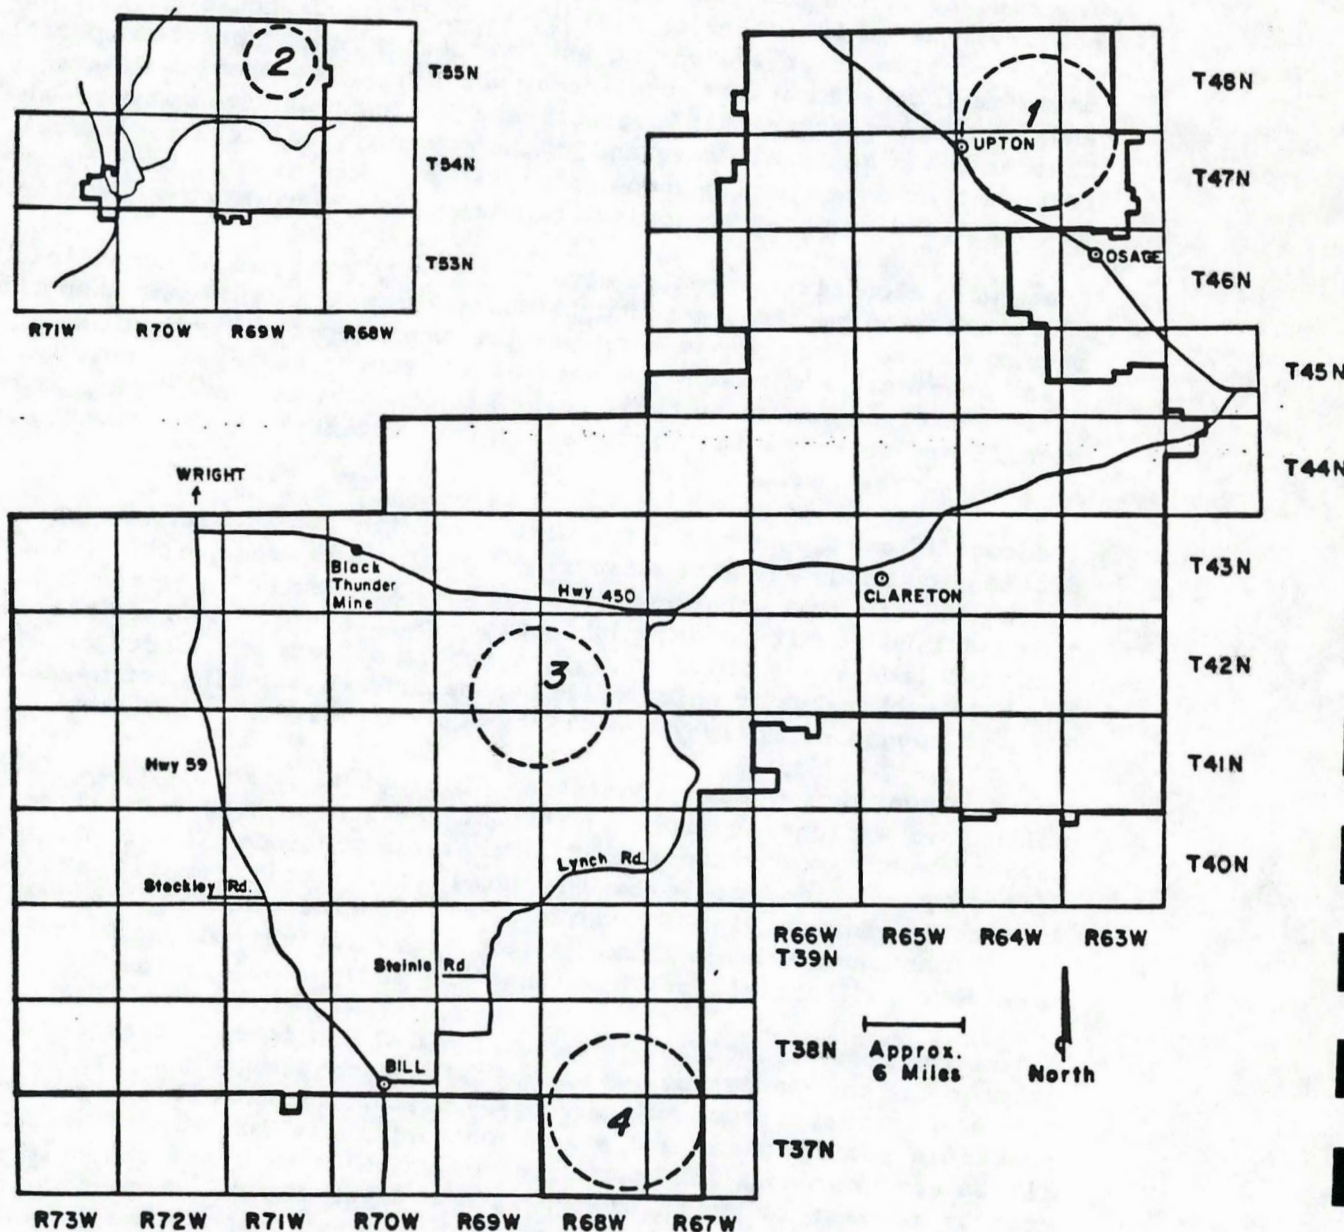 2
T55N
T54N
T53N
R71W R70W R69W R68W
1
UPTON
OSAGE
T48N
T47N
T46N
T45N
T44N
WRIGHT
Black
Thunder
Mine
Hwy 450
CLARETON
T43N
3
T42N
Hwy 59
T41N
Lynch Rd.
Steckley Rd.
T40N
R66W R65W R64W R63W
T39N
Steinle Rd
T38N
Approx.
6 Miles
North
BILL
4
T37N
R73W R72W R71W R70W R69W R68W R67W